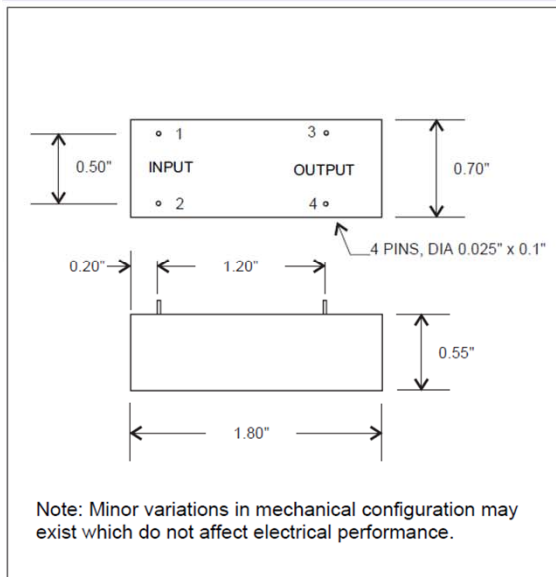 1
3
0.50"
INPUT
OUTPUT
0.70"
2
4
4 PINS, DIA 0.025" x 0.1"
0.20"
1.20"
0.55"
1.80"
Note: Minor variations in mechanical configuration may
exist which do not affect electrical performance.